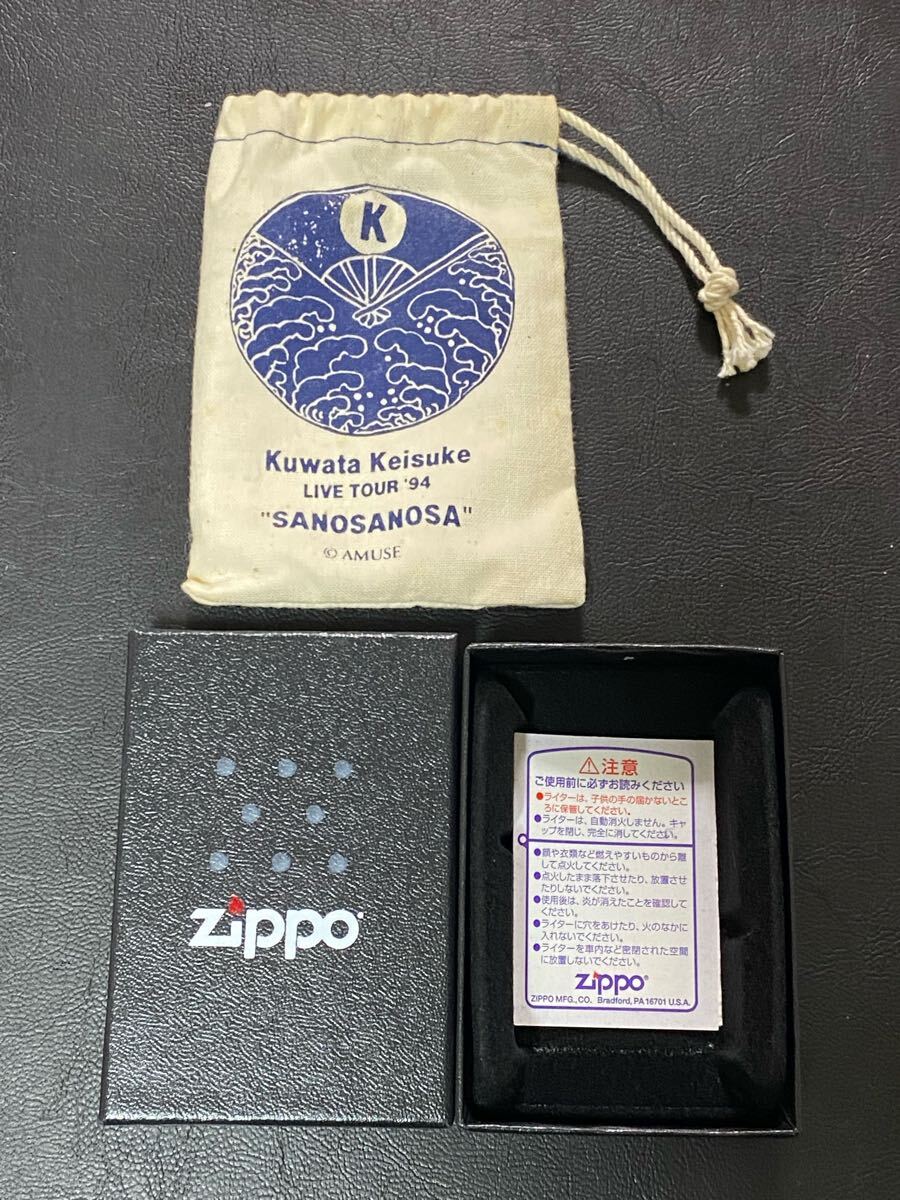 K
Kuwata Keisuke
LIVE TOUR '94
"SANOSANOSA"
© AMUSE
zippo
⚠注意
ご使用前に必ずお読みください
●ライターは、子供の手の届かないとこ
ろに保管してください。
●ライターは、自動消火しません。キャ
ップを閉じ、完全に消してください。
●顔や衣類など燃えやすいものから離
して点火してください。
●点火したまま落下させたり、放置させ
たりしないでください。
●使用後は、炎が消えたことを確認して
ください。
●ライターに穴をあけたり、火のなかに
入れないでください。
●ライターを車内など密閉された空間
に放置しないでください。
zippo®
ZIPPO MFG.,CO. Bradford, PA 16701 U.S.A.